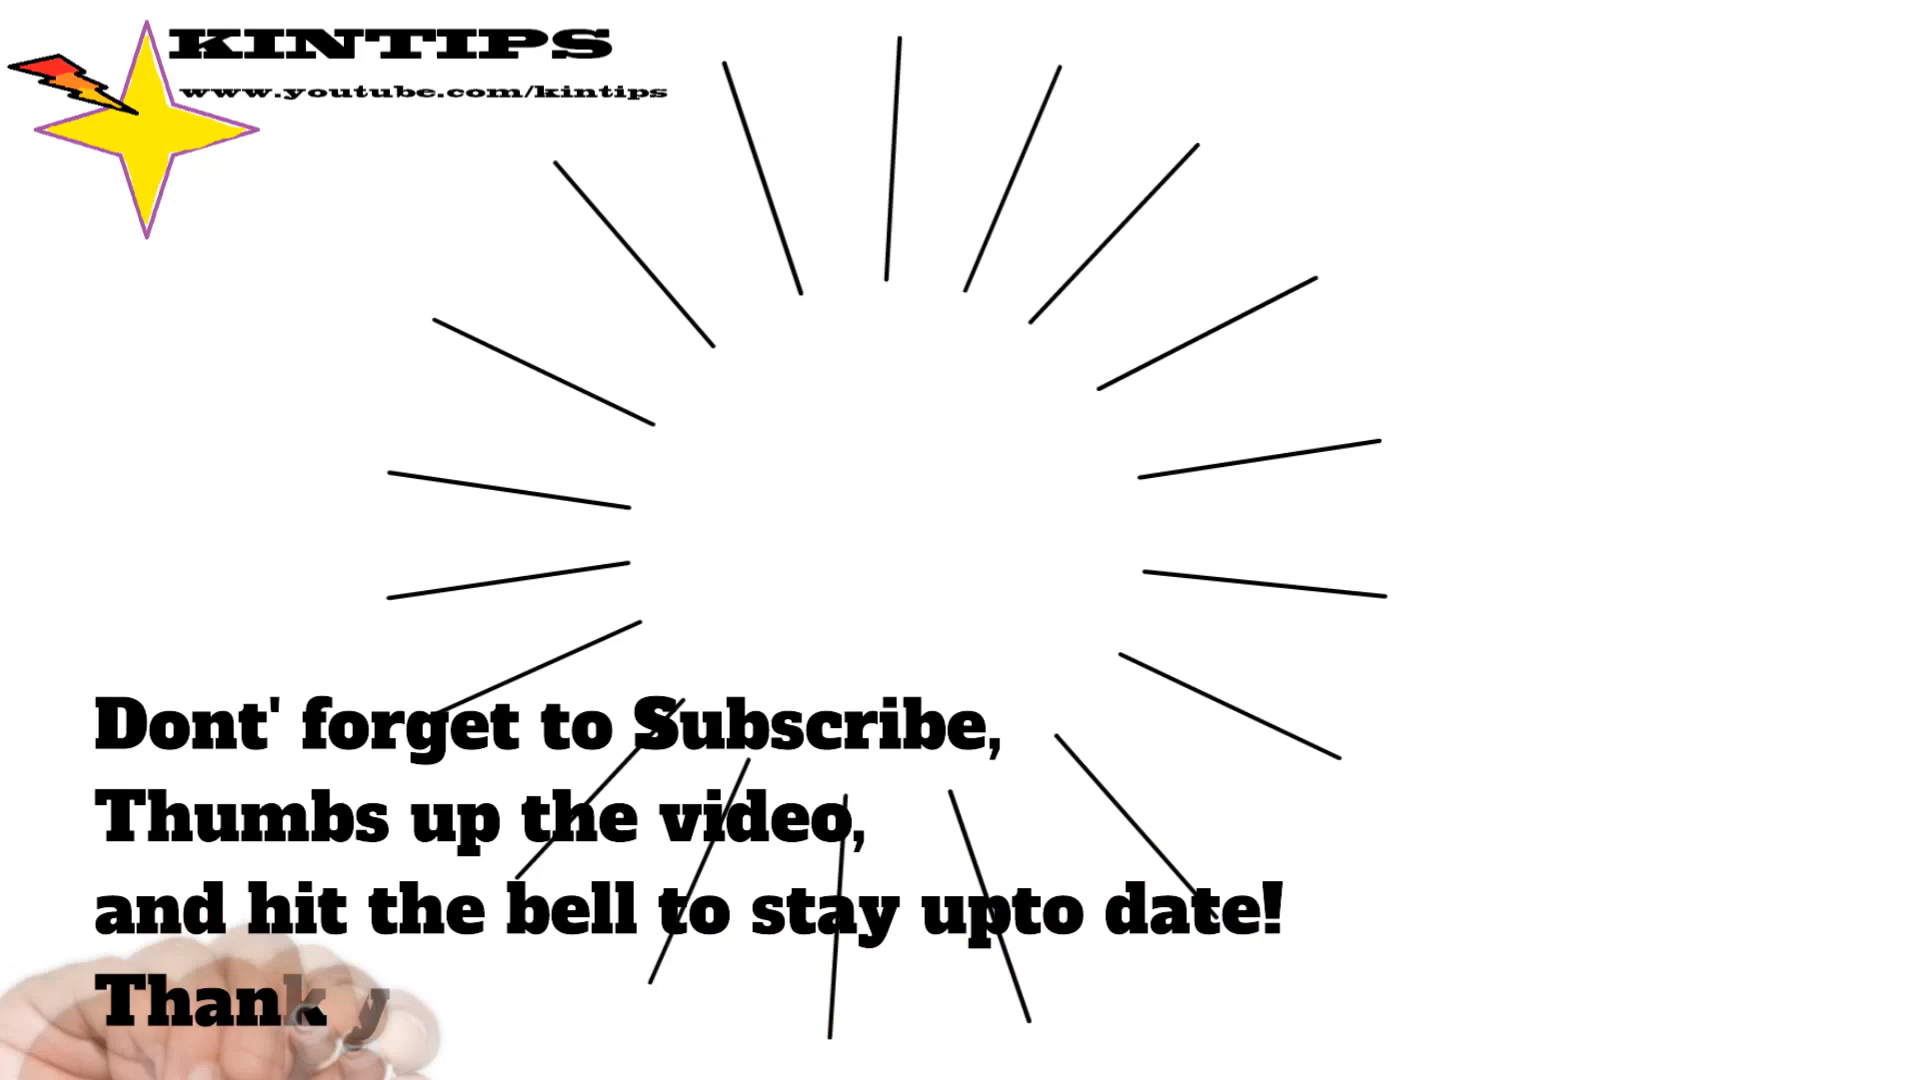 KINTIPS
www.youtube.com/kintips
Dont' forget to Subscribe,
Thumbs up the video,
and hit the bell to stay upto date!
Thank y